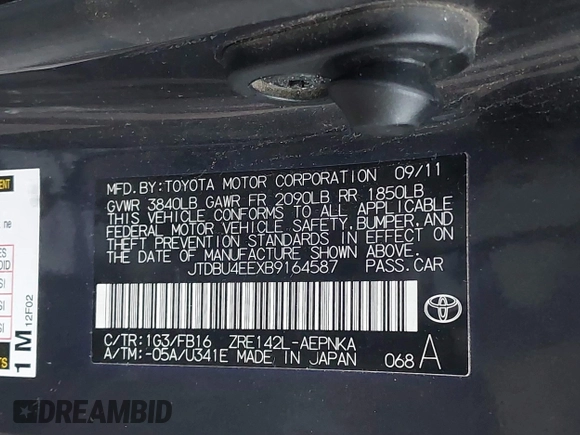 MFD. BY: TOYOTA MOTOR CORPORATION 09/11
GVWR 3840LB GAWR FR 2090LB RR 1850LB
THIS VEHICLE CONFORMS TO ALL APPLICABLE
FEDERAL MOTOR VEHICLE SAFETY, BUMPER, AND
THEFT PREVENTION STANDARDS IN EFFECT ON
THE DATE OF MANUFACTURE SHOWN ABOVE.
JTDBU4EEXB9164587 PASS. CAR
TOYOTA
C/TR: 1G3/FB16 ZRE142L-AEPNKA
A/TM: -05A/U341E MADE IN JAPAN 068 A
1 M 12F02
DREAMBID